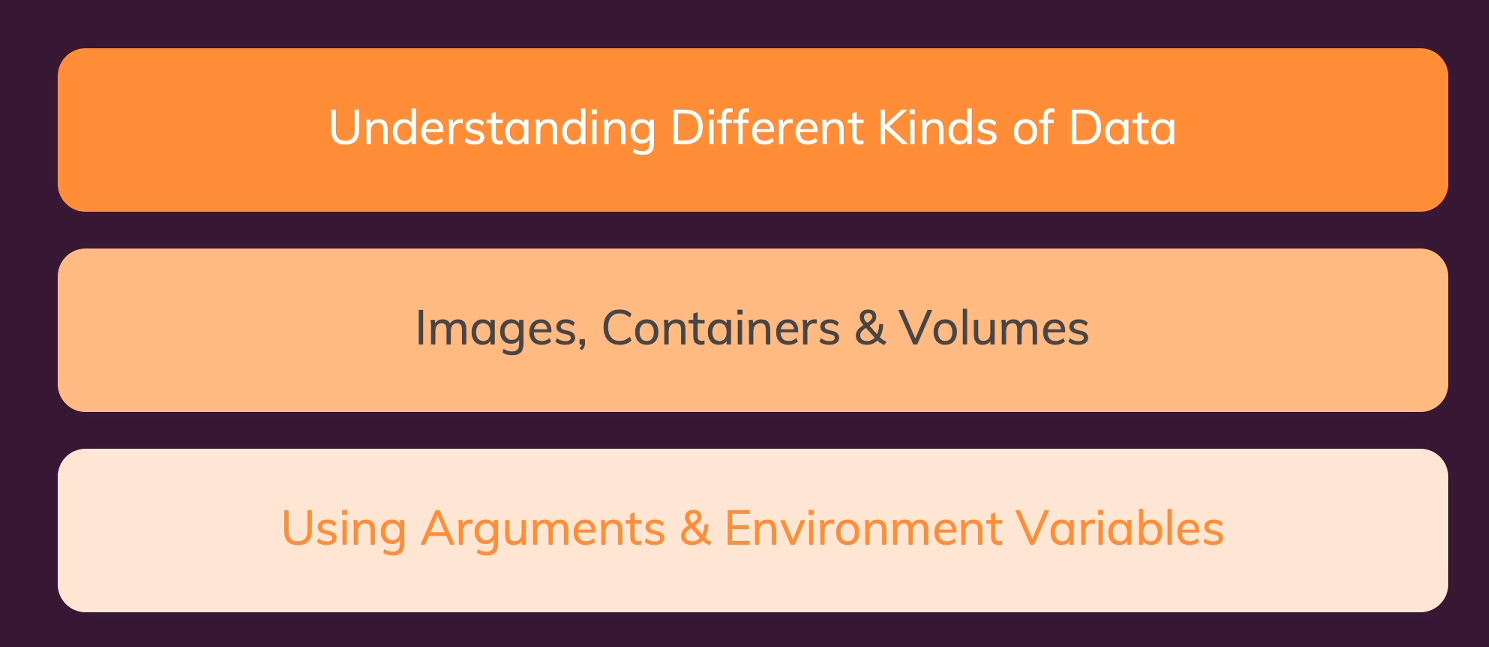 Understanding Different Kinds of Data
Images, Containers & Volumes
Using Arguments & Environment Variables